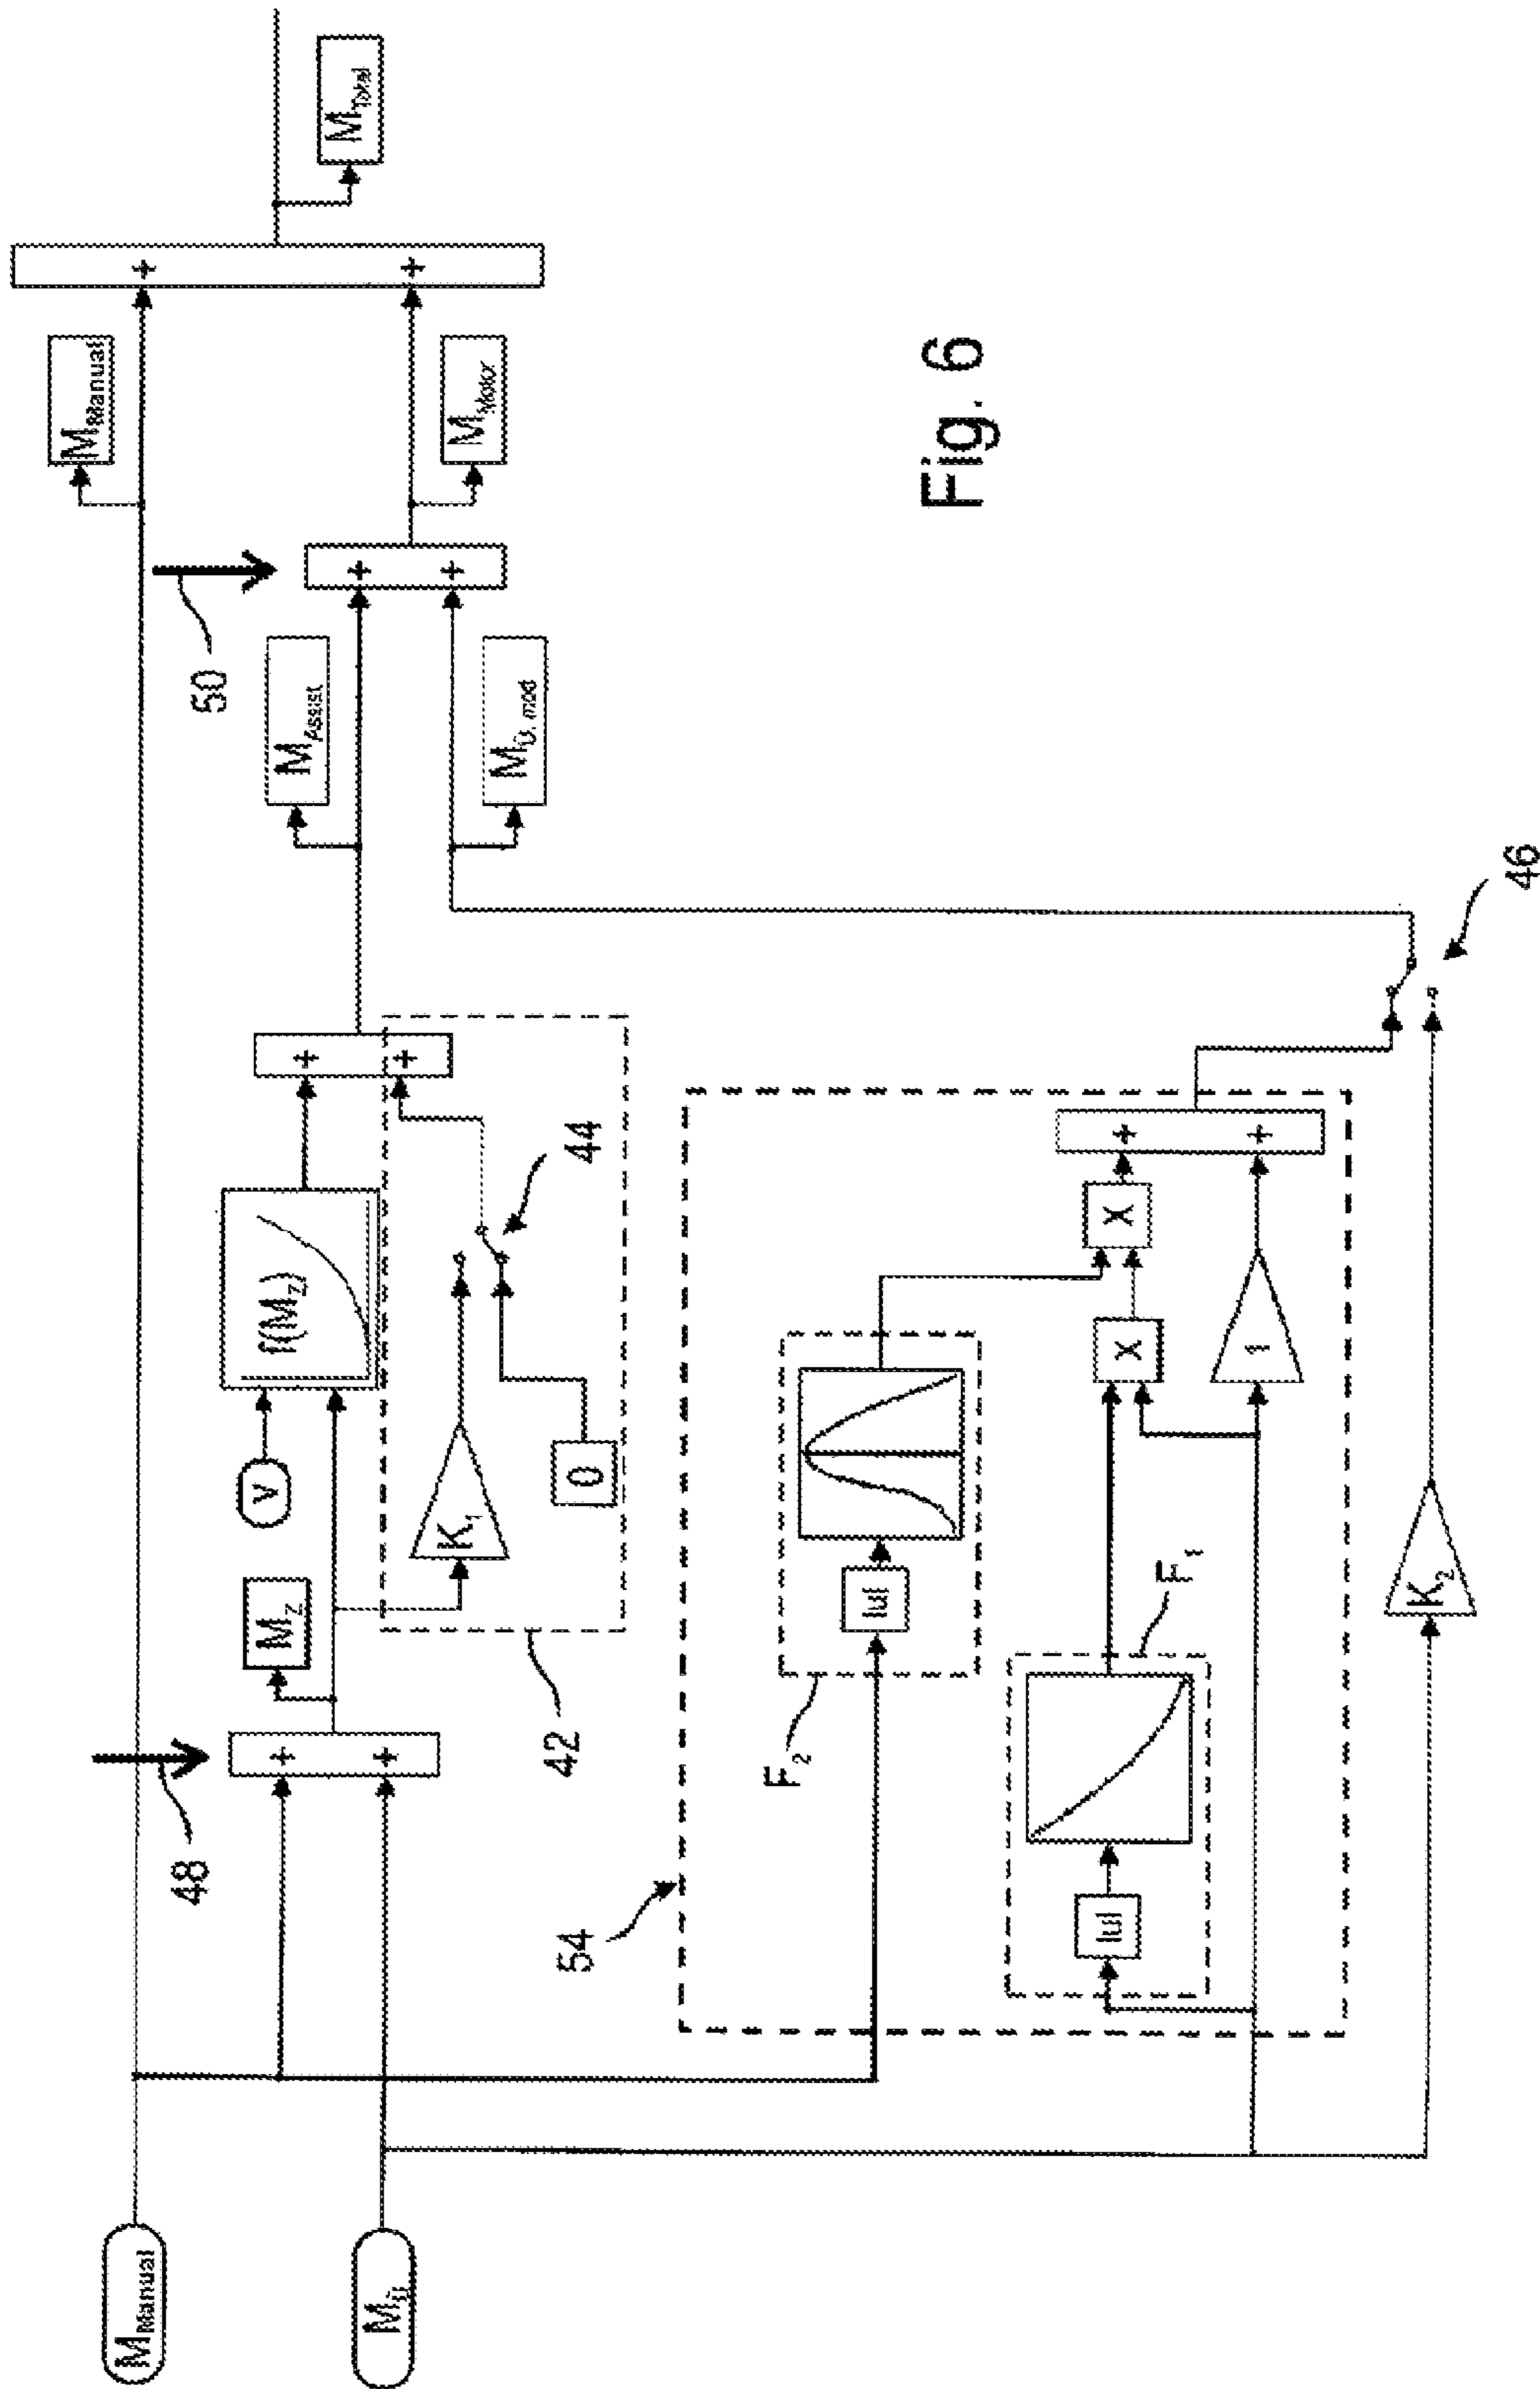 M_Manual
M_Ü
48
M_Z
v
f(M_Z)
42
K_1
0
44
50
M_Assist
M_Ü, mod
M_Manual
M_Motor
M_Total
+
+
+
+
+
+
+
+
54
F_2
|u|
F_1
|u|
X
X
1
+
+
K_2
46
Fig. 6